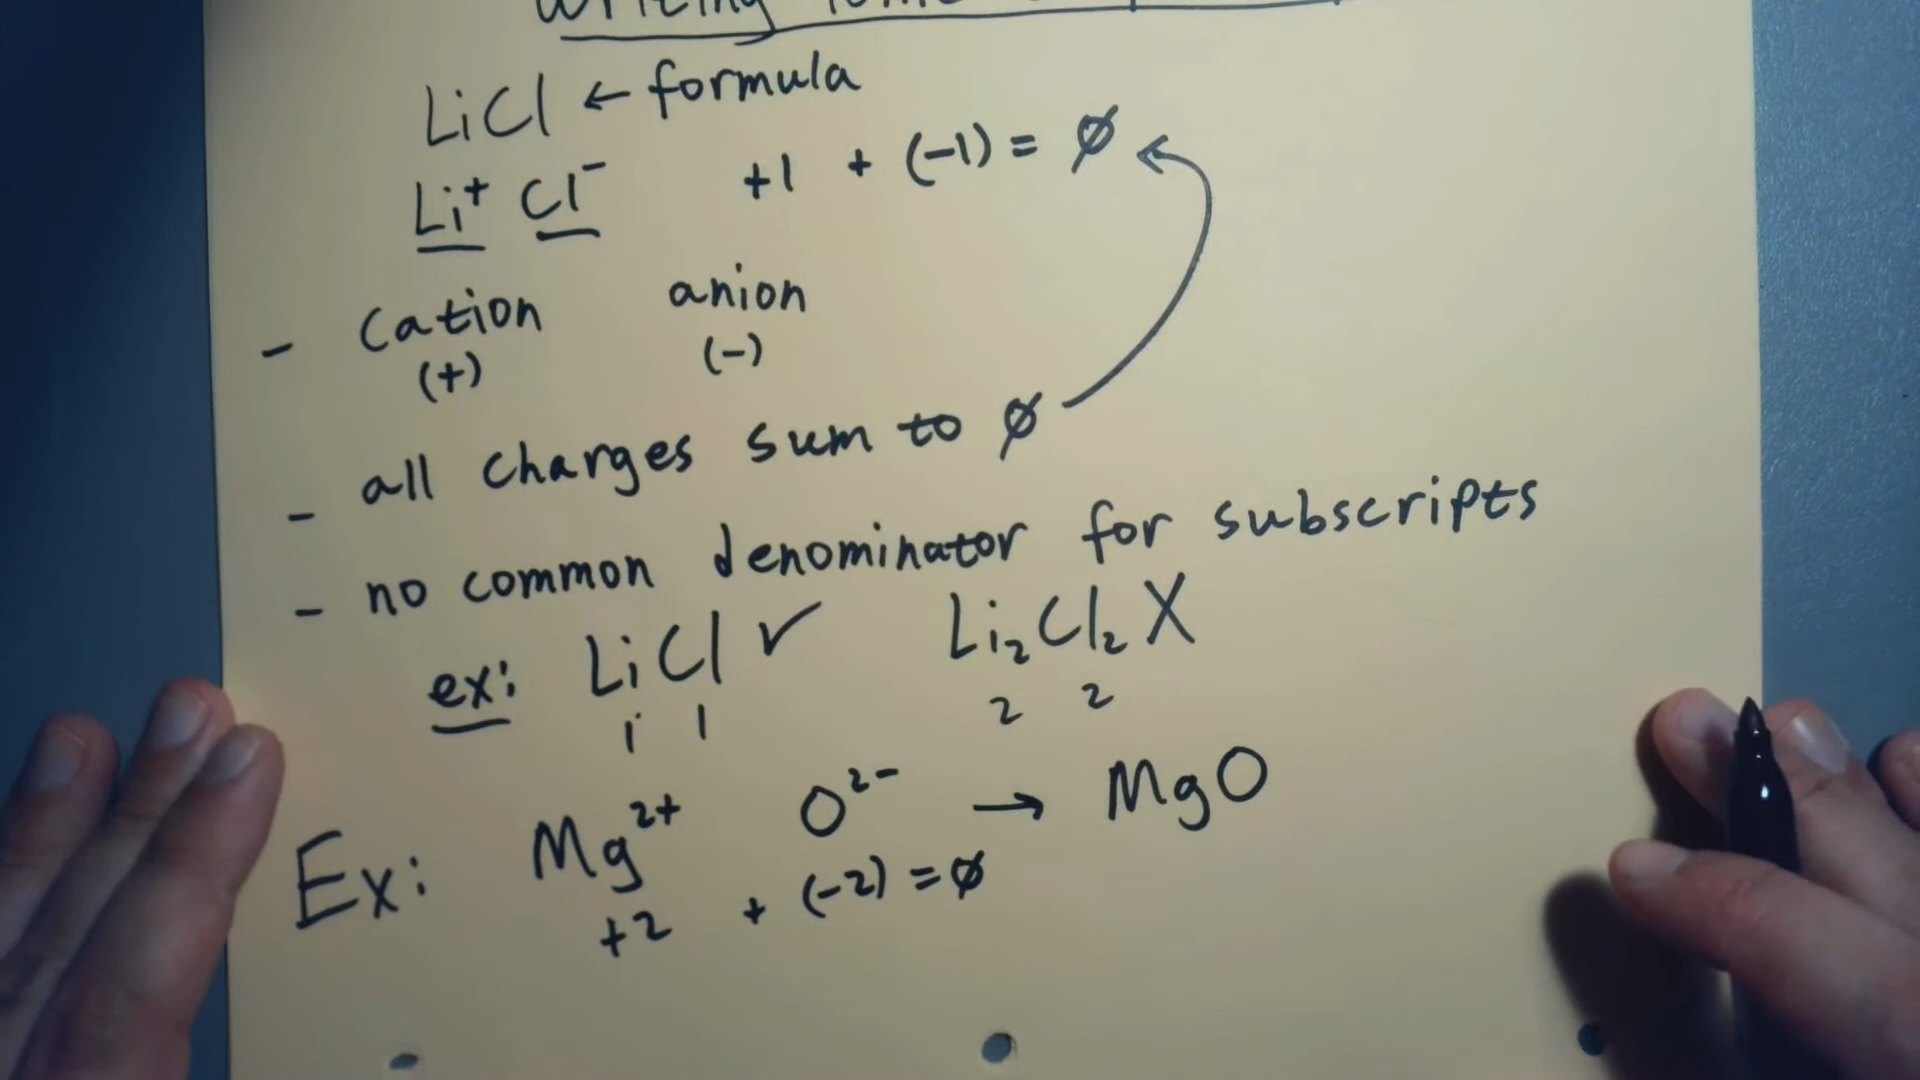 writing
LiCl ← formula
Li⁺ Cl⁻ +1 + (-1) = ∅
- cation anion
(+) (-)
- all charges sum to ∅
- no common denominator for subscripts
ex: LiCl ✓ Li₂Cl₂ X
1 1 2 2
Ex: Mg²⁺ O²⁻ → MgO
+2 + (-2) = ∅